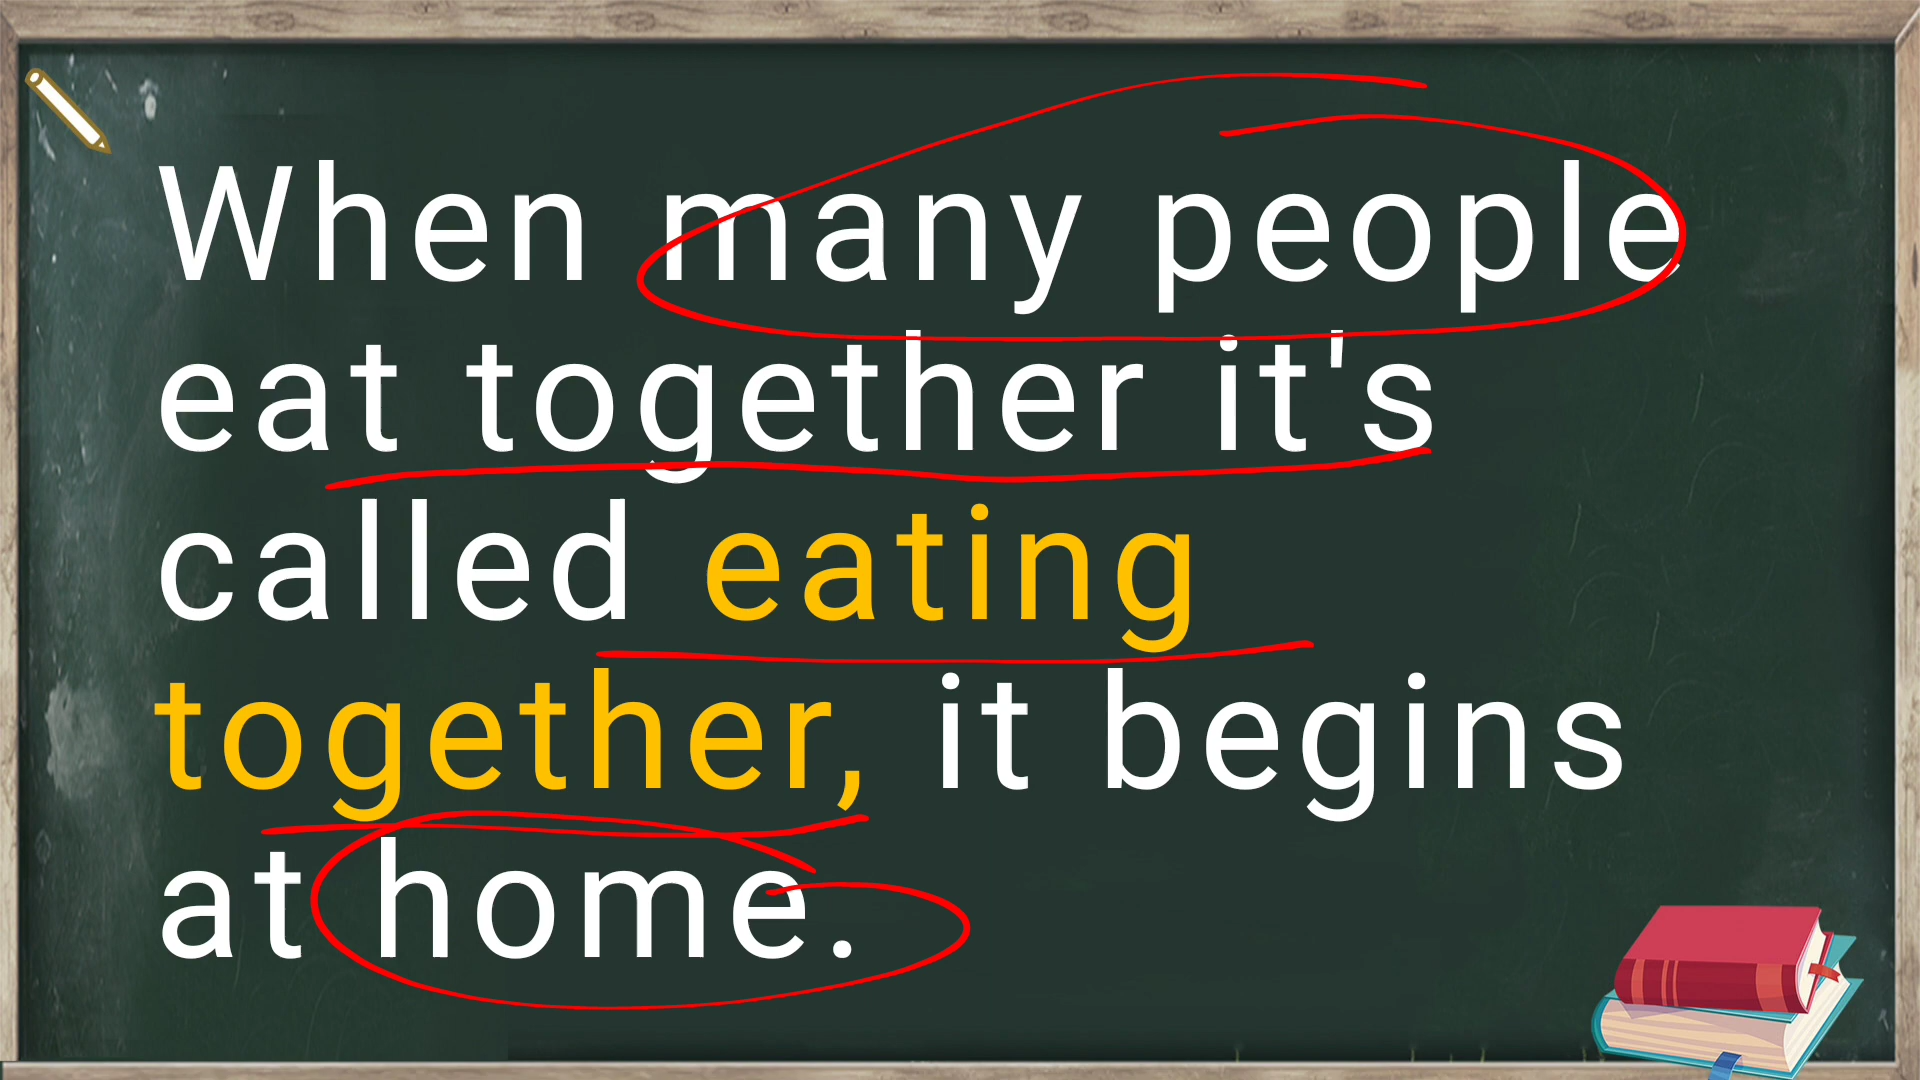 When many people
eat together it's
called eating
together, it begins
at home.